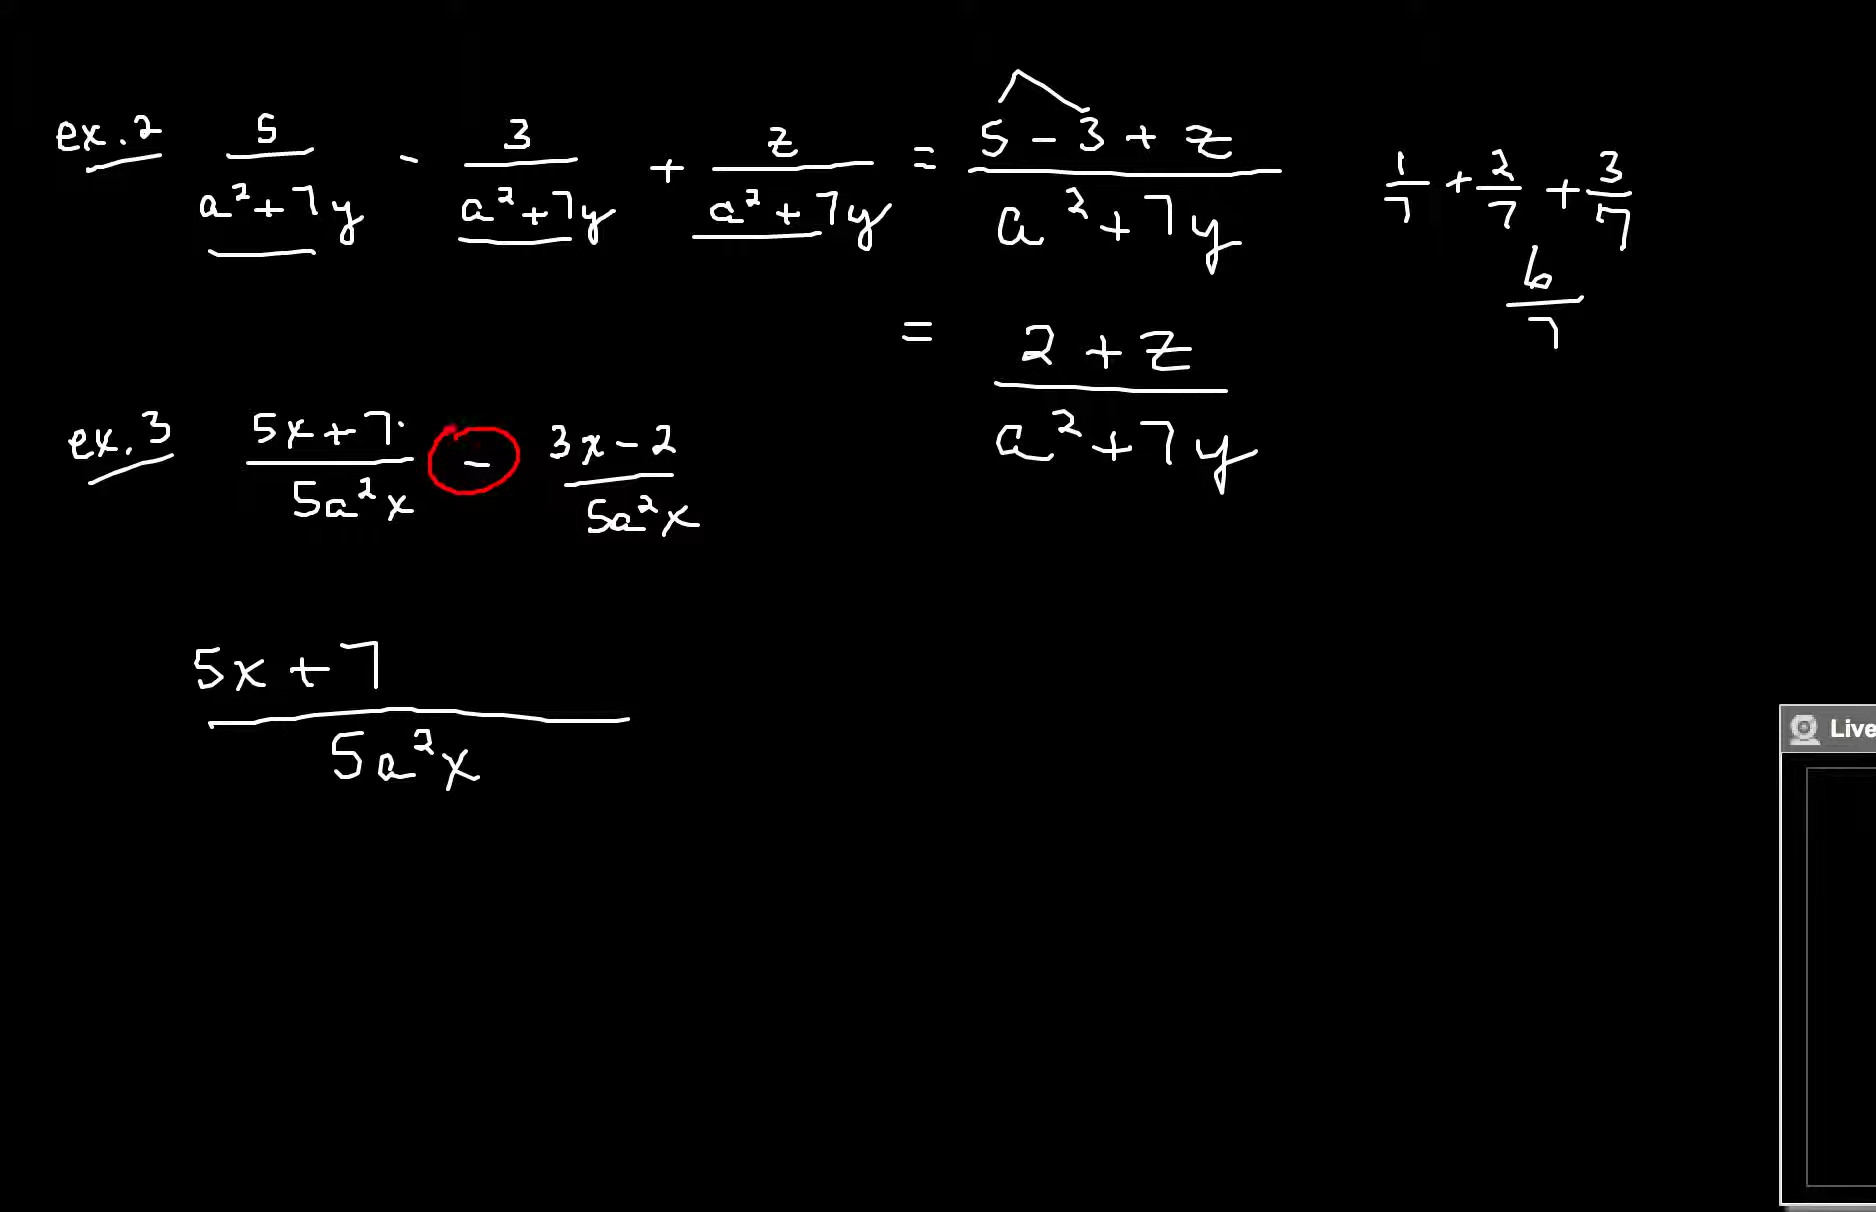 ex.2 5/(a²+7y) - 3/(a²+7y) + z/(a²+7y) = (5-3+z)/(a²+7y)
1/7 + 2/7 + 3/7
6/7
= (2+z)/(a²+7y)
ex.3 (5x+7)/(5a²x) - (3x-2)/(5a²x)
(5x+7)/(5a²x)
Live